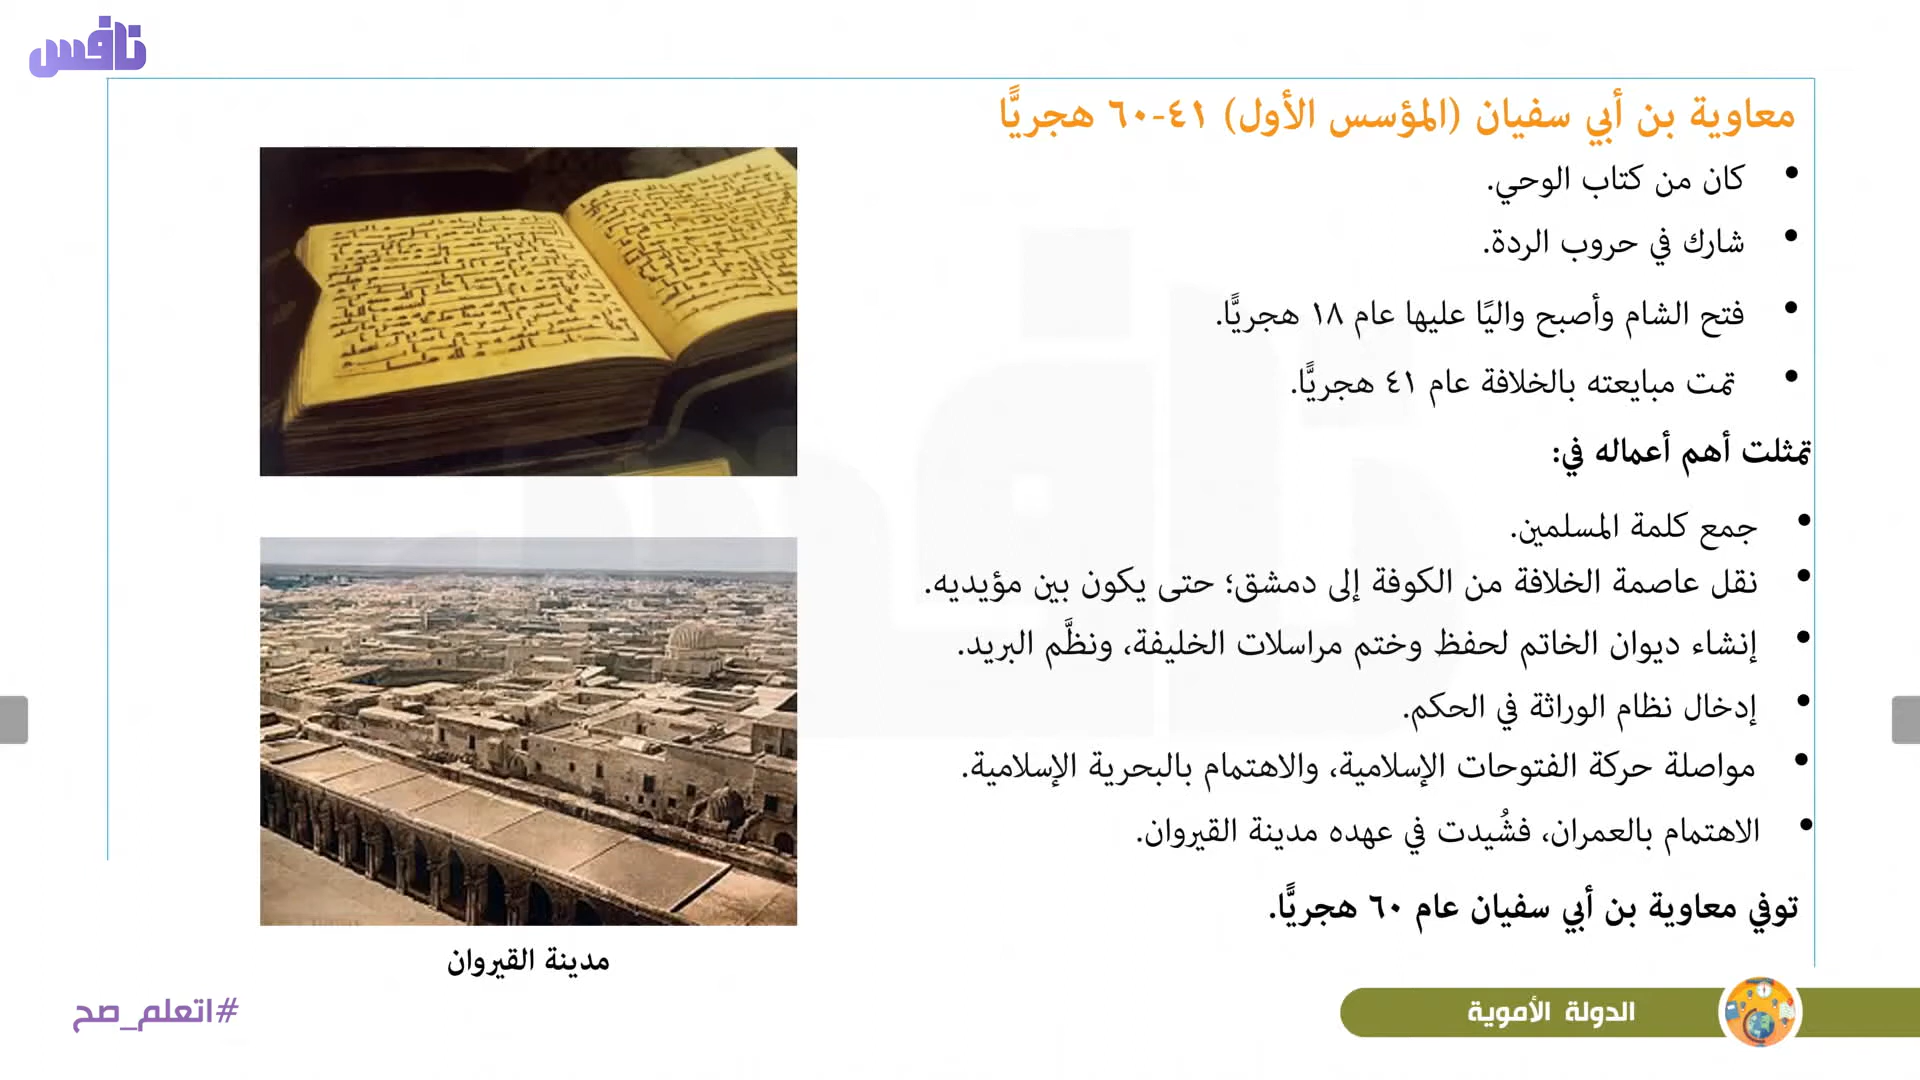 نافس
معاوية بن أبي سفيان (المؤسس الأول) ٤١-٦٠ هجريًّا
• كان من كتاب الوحي.
• شارك في حروب الردة.
• فتح الشام وأصبح واليًا عليها عام ١٨ هجريًّا.
• تمت مبايعته بالخلافة عام ٤١ هجريًّا.
تمثلت أهم أعماله في:
• جمع كلمة المسلمين.
• نقل عاصمة الخلافة من الكوفة إلى دمشق؛ حتى يكون بين مؤيديه.
• إنشاء ديوان الخاتم لحفظ وختم مراسلات الخليفة، ونظَّم البريد.
• إدخال نظام الوراثة في الحكم.
• مواصلة حركة الفتوحات الإسلامية، والاهتمام بالبحرية الإسلامية.
• الاهتمام بالعمران، فشُيدت في عهده مدينة القيروان.
توفي معاوية بن أبي سفيان عام ٦٠ هجريًّا.
مدينة القيروان
الدولة الأموية
#اتعلم_صح